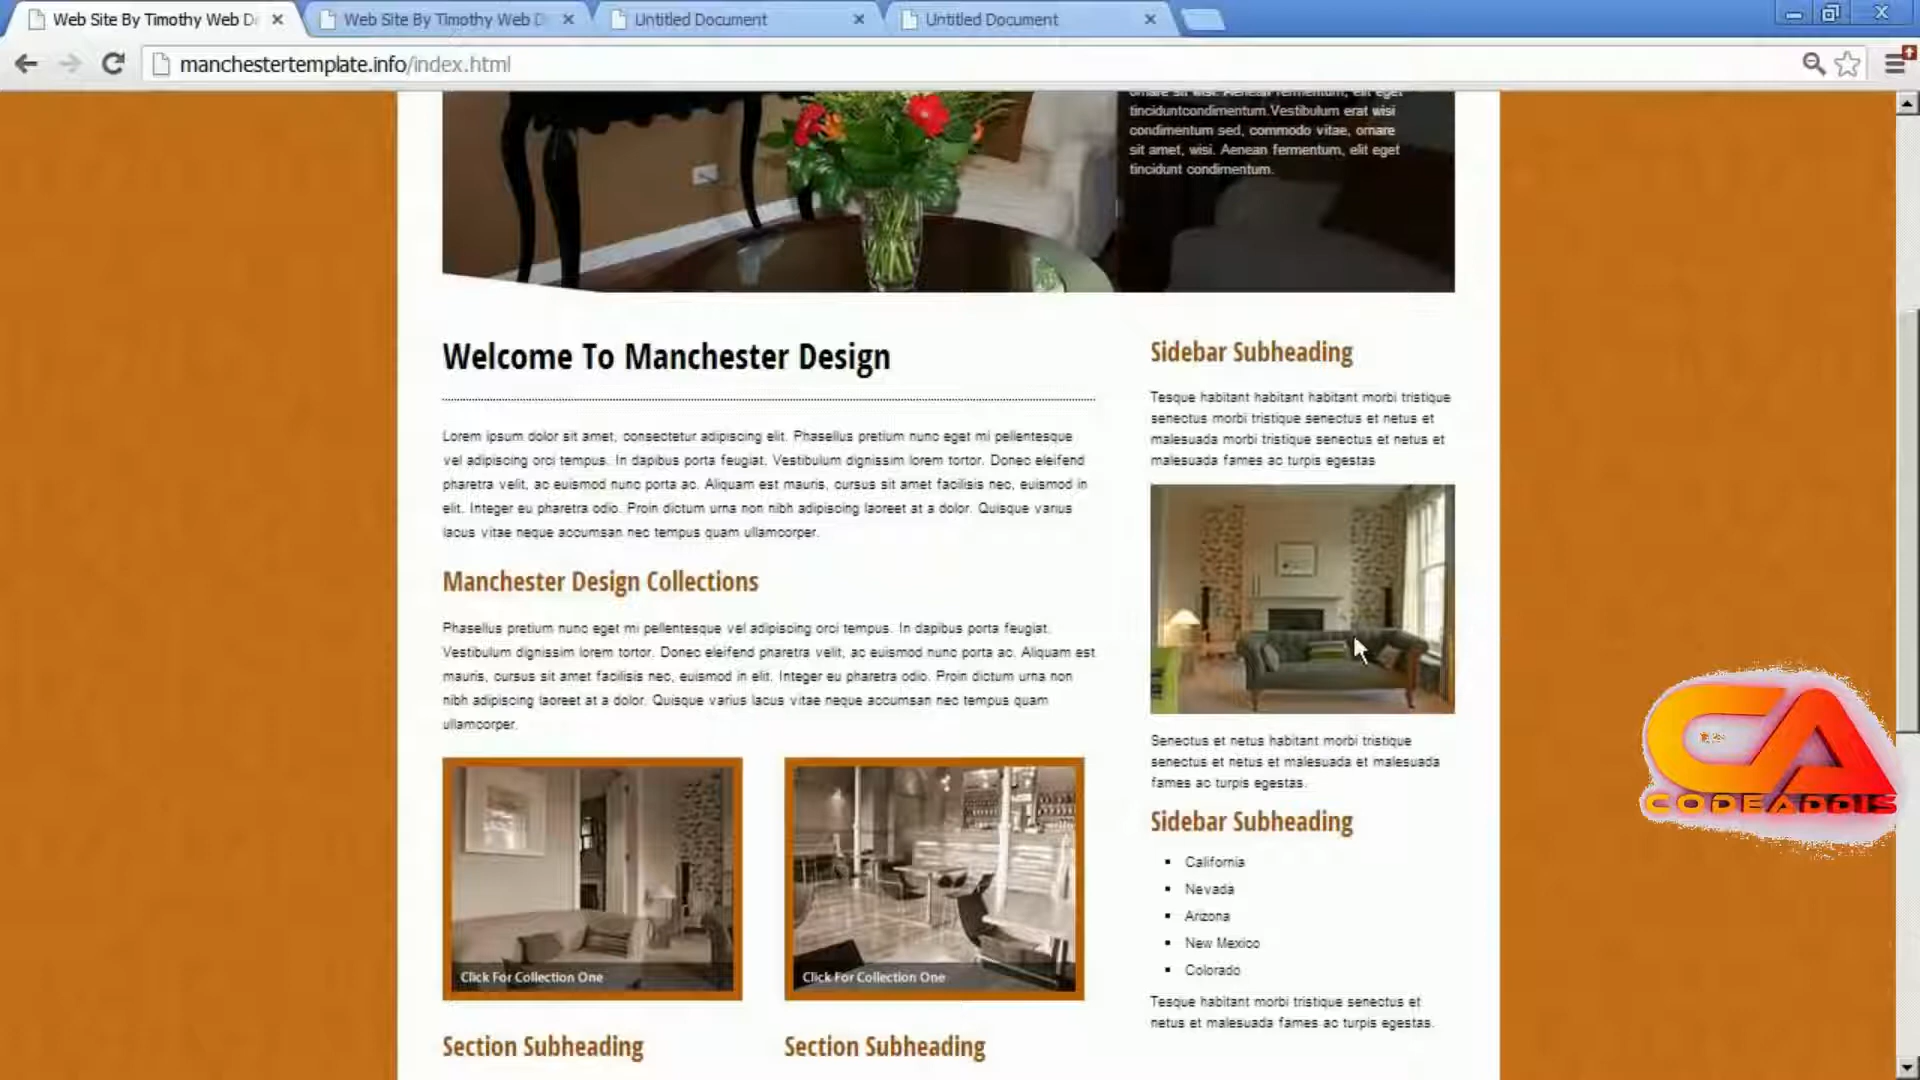 Web Site By Timothy Web D
Web Site By Timothy Web D
Untitled Document
Untitled Document
manchestertemplate.info/index.html
ornare sit wisi. Aenean fermentum, elit eget
tinciduntcondimentum.Vestibulum erat wisi
condimentum sed, commodo vitae, ornare
sit amet, wisi. Aenean fermentum, elit eget
tincidunt condimentum.
Welcome To Manchester Design
Lorem ipsum dolor sit amet, consectetur adipiscing elit. Phasellus pretium nunc eget mi pellentesque
vel adipiscing orci tempus. In dapibus porta feugiat. Vestibulum dignissim lorem tortor. Donec eleifend
pharetra velit, ac euismod nunc porta ac. Aliquam est mauris, cursus sit amet facilisis nec, euismod in
elit. Integer eu pharetra odio. Proin dictum urna non nibh adipiscing laoreet at a dolor. Quisque varius
lacus vitae neque accumsan nec tempus quam ullamcorper.
Manchester Design Collections
Phasellus pretium nunc eget mi pellentesque vel adipiscing orci tempus. In dapibus porta feugiat.
Vestibulum dignissim lorem tortor. Donec eleifend pharetra velit, ac euismod nunc porta ac. Aliquam est
mauris, cursus sit amet facilisis nec, euismod in elit. Integer eu pharetra odio. Proin dictum urna non
nibh adipiscing laoreet at a dolor. Quisque varius lacus vitae neque accumsan nec tempus quam
ullamcorper.
Click For Collection One
Click For Collection One
Section Subheading
Section Subheading
Sidebar Subheading
Tesque habitant habitant habitant morbi tristique
senectus morbi tristique senectus et netus et
malesuada morbi tristique senectus et netus et
malesuada fames ac turpis egestas
Senectus et netus habitant morbi tristique
senectus et netus et malesuada et malesuada
fames ac turpis egestas.
Sidebar Subheading
California
Nevada
Arizona
New Mexico
Colorado
Tesque habitant morbi tristique senectus et
netus et malesuada fames ac turpis egestas.
CA
CODEADDIS